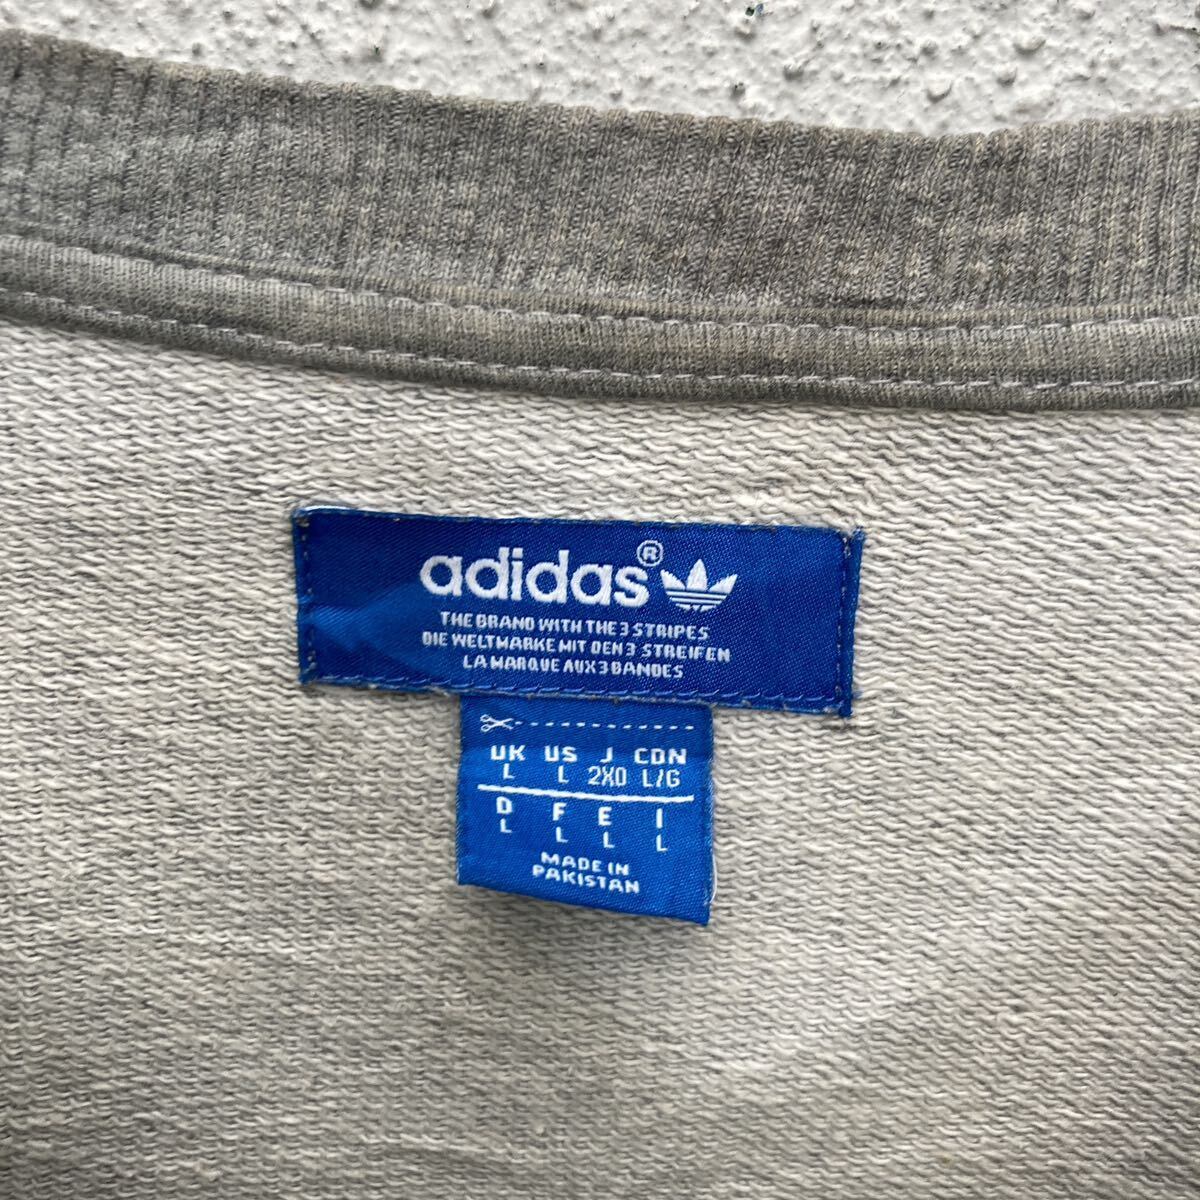 adidas®
THE BRAND WITH THE 3 STRIPES
DIE WELTMARKE MIT DEN 3 STREIFEN
LA MARQUE AUX 3 BANDES
UK US J CDN
L L 2XO L/G
D F E I
L L L L
MADE IN
PAKISTAN